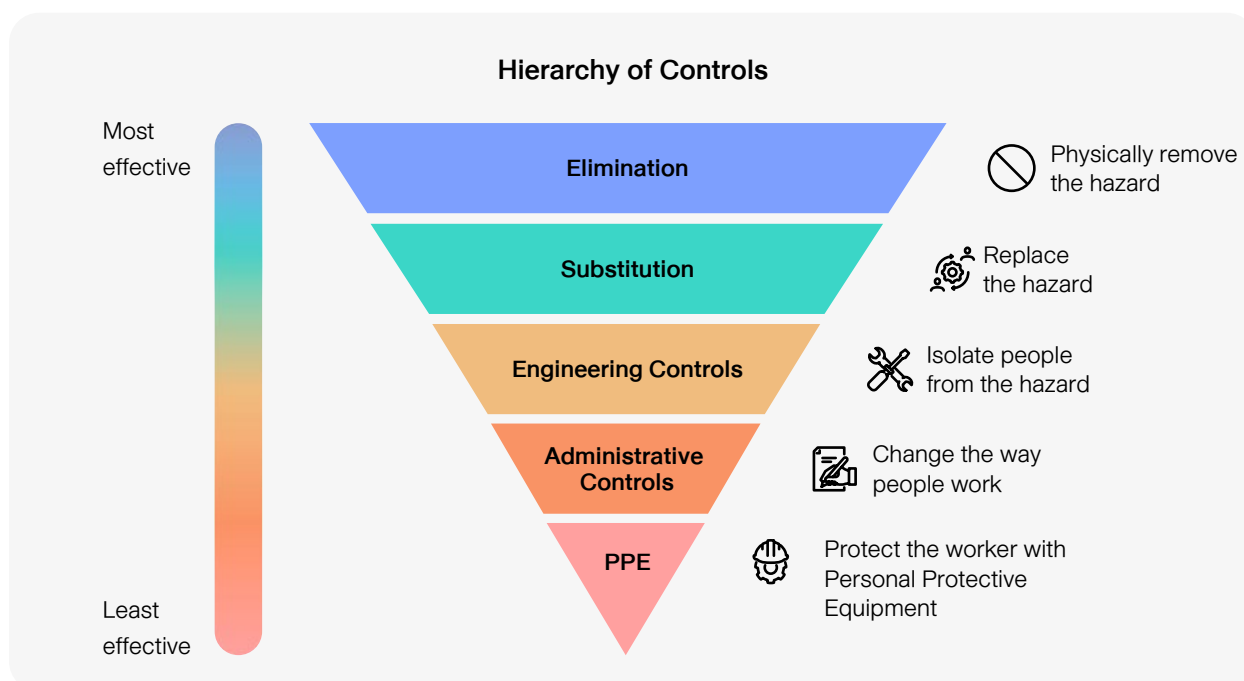 Hierarchy of Controls
Most
effective
Elimination
Physically remove
the hazard
Substitution
Replace
the hazard
Engineering Controls
Isolate people
from the hazard
Administrative
Controls
Change the way
people work
PPE
Protect the worker with
Personal Protective
Equipment
Least
effective